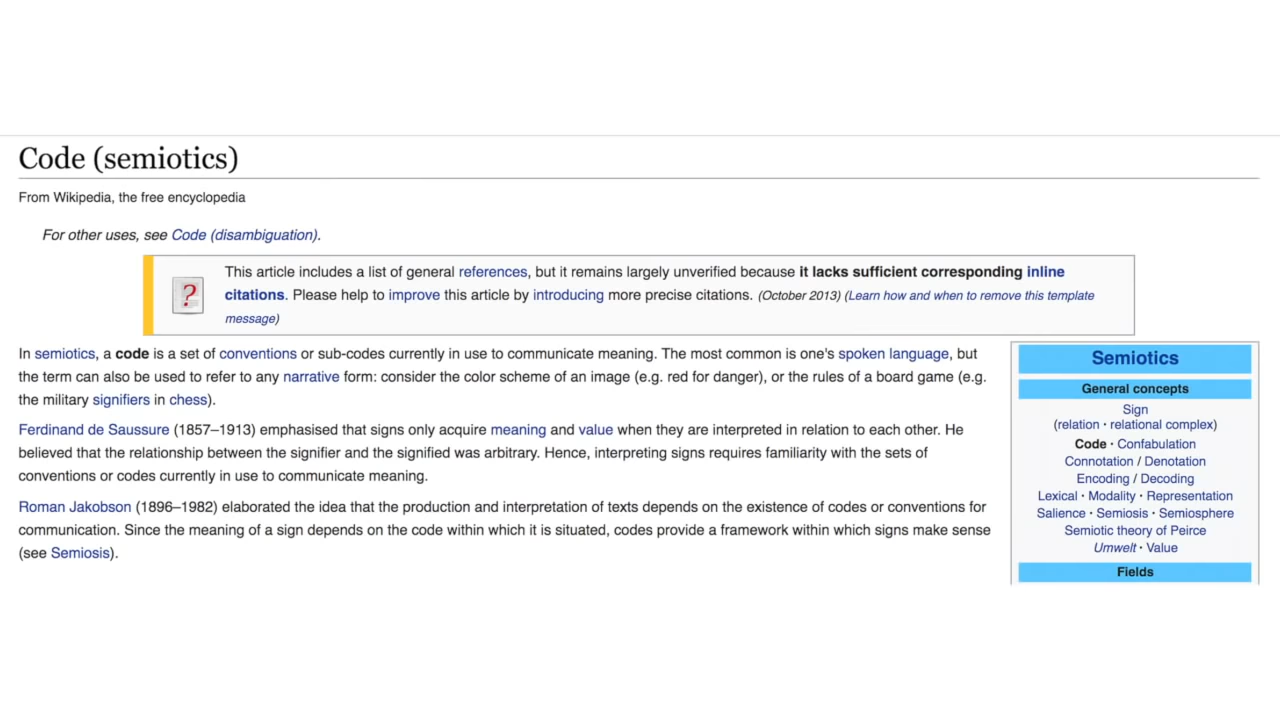 Code (semiotics)
From Wikipedia, the free encyclopedia
For other uses, see Code (disambiguation).
This article includes a list of general references, but it remains largely unverified because it lacks sufficient corresponding inline
citations. Please help to improve this article by introducing more precise citations. (October 2013) (Learn how and when to remove this template
message)
In semiotics, a code is a set of conventions or sub-codes currently in use to communicate meaning. The most common is one's spoken language, but
the term can also be used to refer to any narrative form: consider the color scheme of an image (e.g. red for danger), or the rules of a board game (e.g.
the military signifiers in chess).
Ferdinand de Saussure (1857–1913) emphasised that signs only acquire meaning and value when they are interpreted in relation to each other. He
believed that the relationship between the signifier and the signified was arbitrary. Hence, interpreting signs requires familiarity with the sets of
conventions or codes currently in use to communicate meaning.
Roman Jakobson (1896–1982) elaborated the idea that the production and interpretation of texts depends on the existence of codes or conventions for
communication. Since the meaning of a sign depends on the code within which it is situated, codes provide a framework within which signs make sense
(see Semiosis).
Semiotics
General concepts
Sign
(relation · relational complex)
Code · Confabulation
Connotation / Denotation
Encoding / Decoding
Lexical · Modality · Representation
Salience · Semiosis · Semiosphere
Semiotic theory of Peirce
Umwelt · Value
Fields